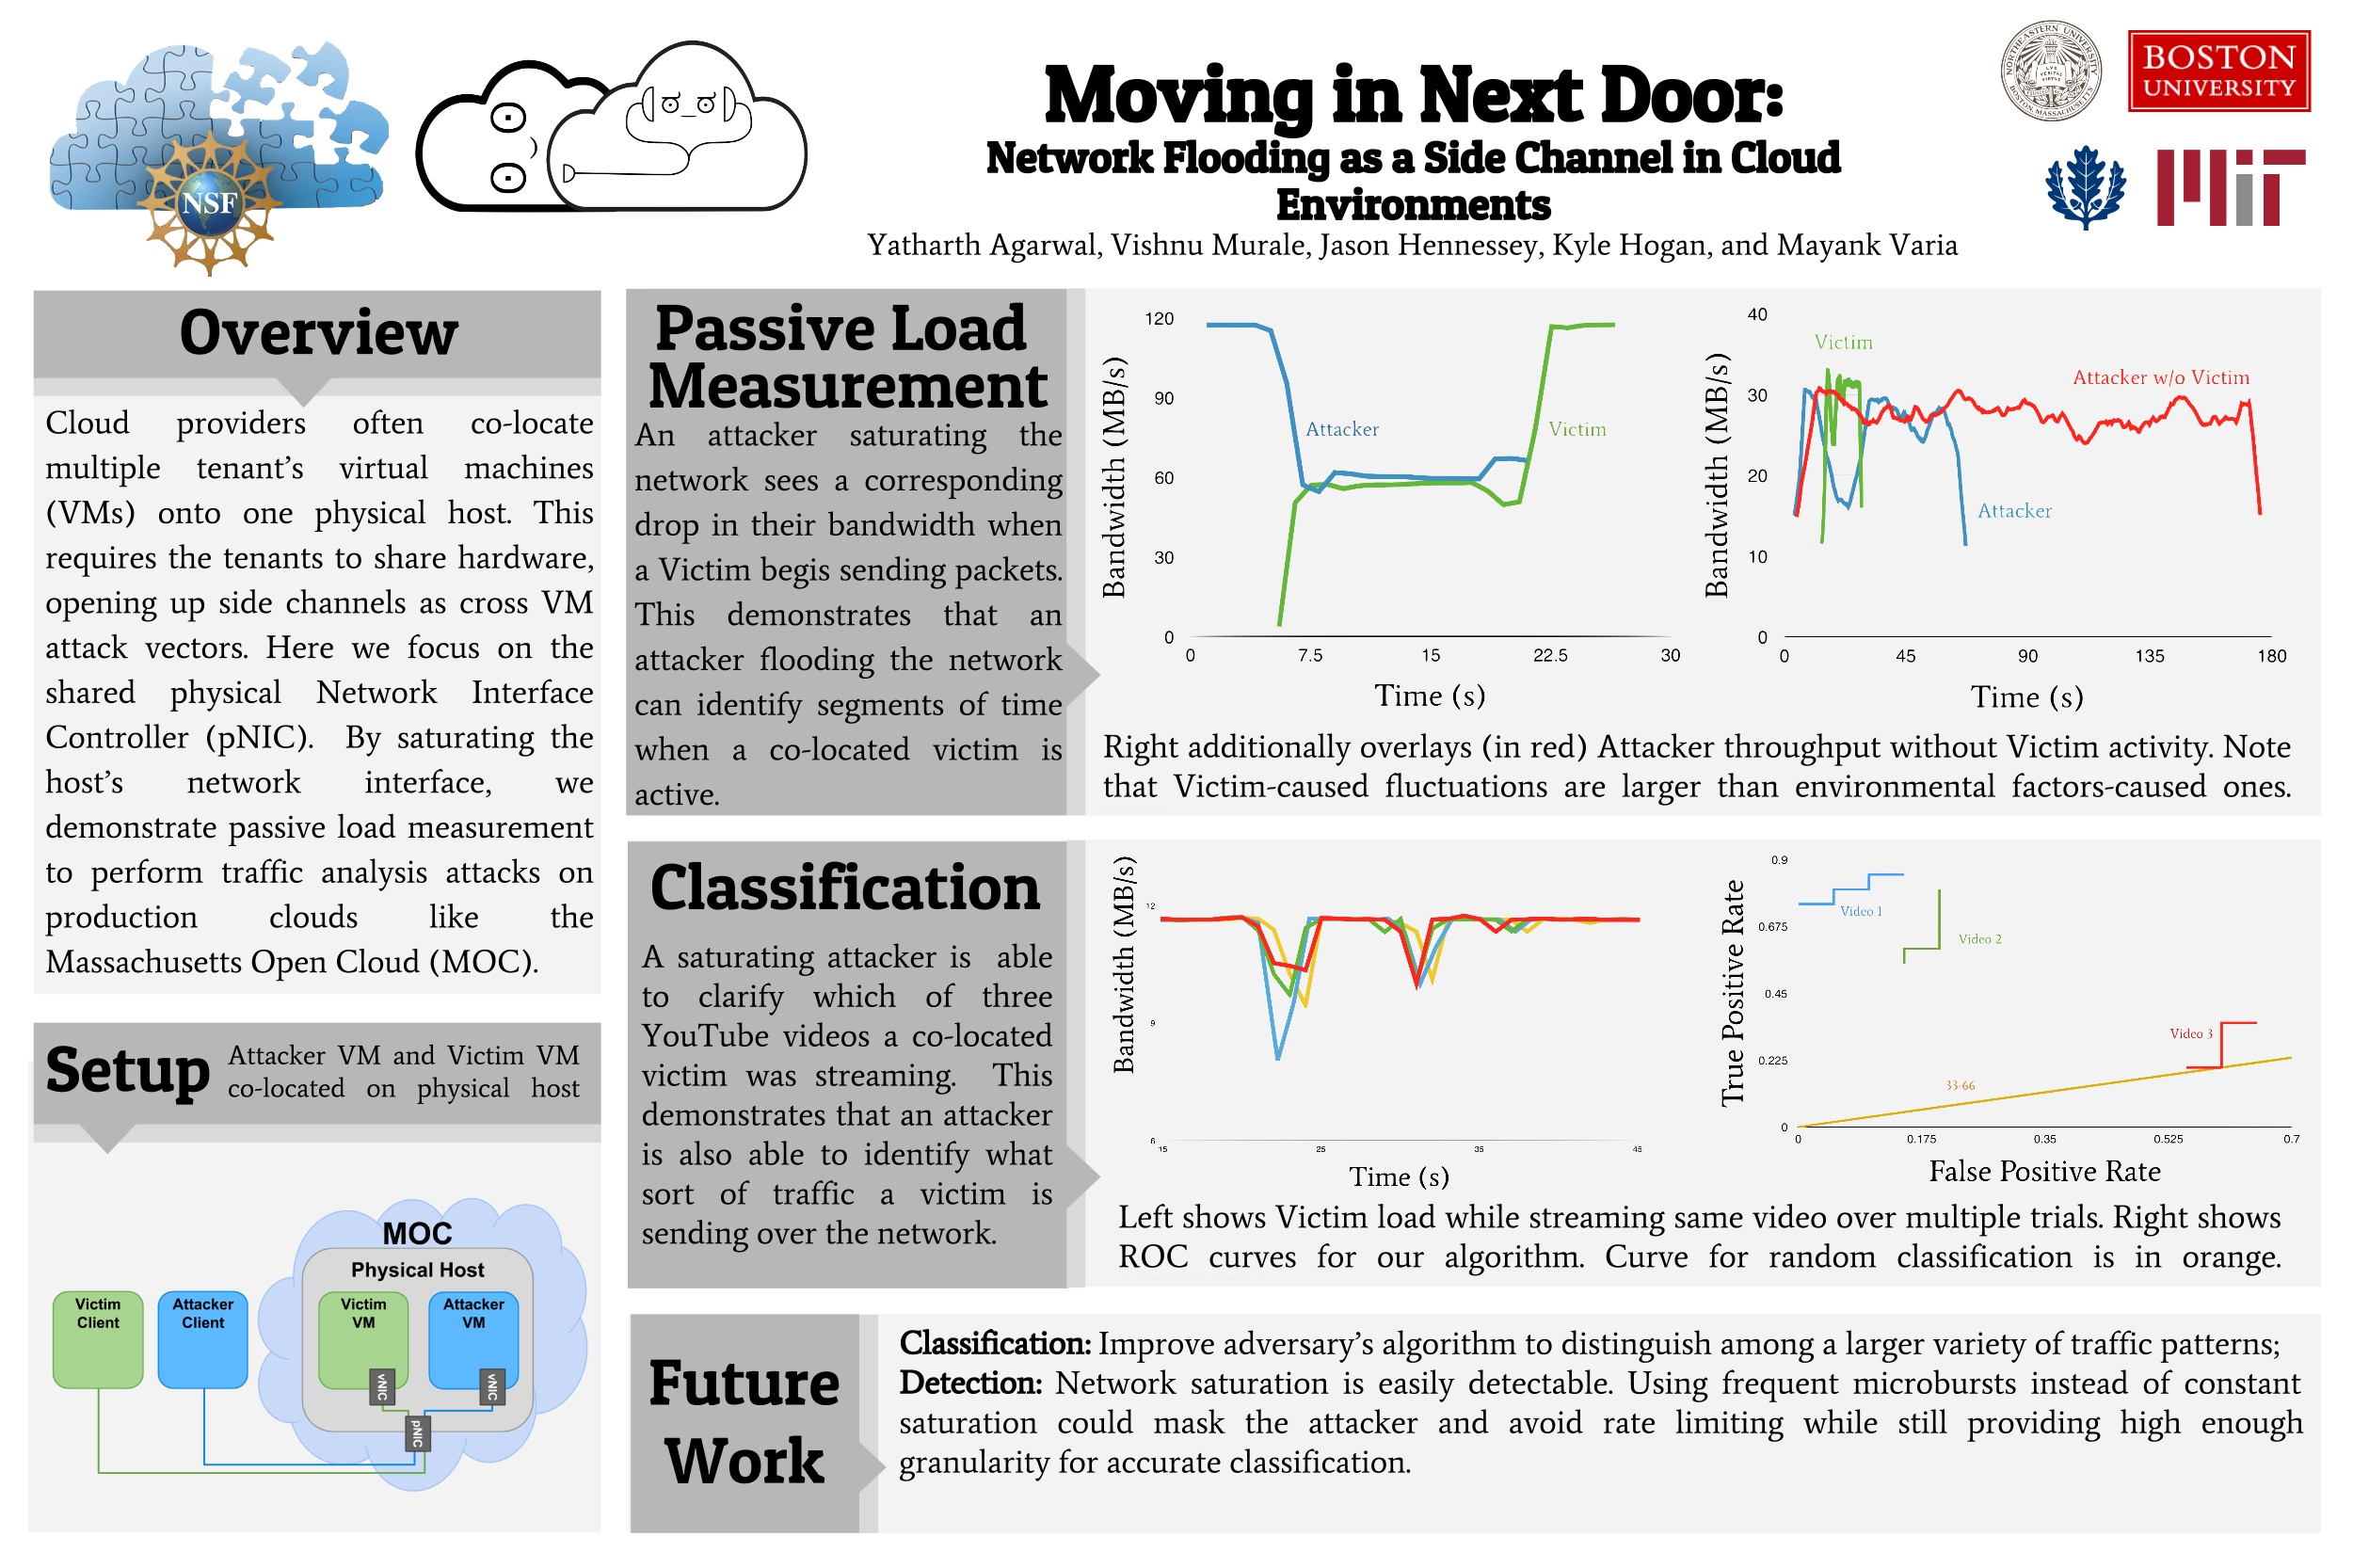 NSF
Moving in Next Door:
Network Flooding as a Side Channel in Cloud
Environments
Yatharth Agarwal, Vishnu Murale, Jason Hennessey, Kyle Hogan, and Mayank Varia
NORTHEASTERN UNIVERSITY
BOSTON, MASSACHUSETTS
BOSTON
UNIVERSITY
MIT
Overview
Cloud providers often co-locate
multiple tenant's virtual machines
(VMs) onto one physical host. This
requires the tenants to share hardware,
opening up side channels as cross VM
attack vectors. Here we focus on the
shared physical Network Interface
Controller (pNIC). By saturating the
host's network interface, we
demonstrate passive load measurement
to perform traffic analysis attacks on
production clouds like the
Massachusetts Open Cloud (MOC).
Setup
Attacker VM and Victim VM
co-located on physical host
MOC
Physical Host
Victim
Client
Attacker
Client
Victim
VM
Attacker
VM
vNIC
vNIC
pNIC
Passive Load
Measurement
An attacker saturating the
network sees a corresponding
drop in their bandwidth when
a Victim begis sending packets.
This demonstrates that an
attacker flooding the network
can identify segments of time
when a co-located victim is
active.
Bandwidth (MB/s)
120
90
60
30
0
0 7.5 15 22.5 30
Attacker
Victim
Time (s)
Bandwidth (MB/s)
40
30
20
10
0
0 45 90 135 180
Victim
Attacker w/o Victim
Attacker
Time (s)
Right additionally overlays (in red) Attacker throughput without Victim activity. Note
that Victim-caused fluctuations are larger than environmental factors-caused ones.
Classification
A saturating attacker is able
to clarify which of three
YouTube videos a co-located
victim was streaming. This
demonstrates that an attacker
is also able to identify what
sort of traffic a victim is
sending over the network.
Bandwidth (MB/s)
12
9
6
15 25 35 45
Time (s)
True Positive Rate
0.9
0.675
0.45
0.225
0
0 0.175 0.35 0.525 0.7
Video 1
Video 2
Video 3
33-66
False Positive Rate
Left shows Victim load while streaming same video over multiple trials. Right shows
ROC curves for our algorithm. Curve for random classification is in orange.
Future
Work
Classification: Improve adversary's algorithm to distinguish among a larger variety of traffic patterns;
Detection: Network saturation is easily detectable. Using frequent microbursts instead of constant
saturation could mask the attacker and avoid rate limiting while still providing high enough
granularity for accurate classification.